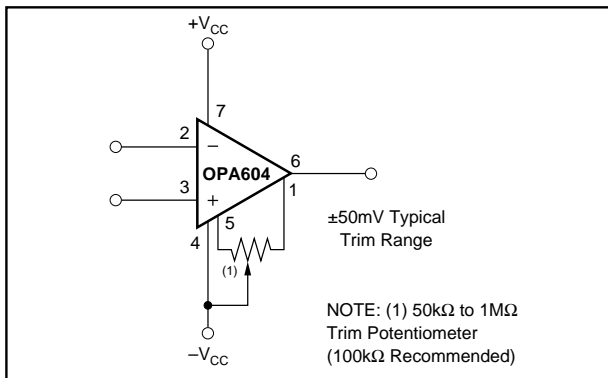 +VCC
7
2
–
OPA604
6
3
+
1
5
4
(1)
±50mV Typical
Trim Range
–VCC
NOTE: (1) 50kΩ to 1MΩ
Trim Potentiometer
(100kΩ Recommended)